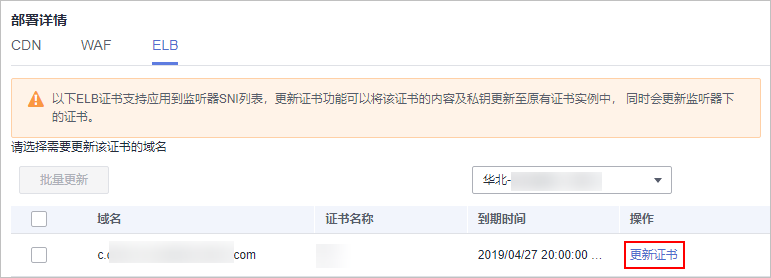 部署详情
CDN WAF ELB
以下ELB证书支持应用到监听器SNI列表，更新证书功能可以将该证书的内容及私钥更新至原有证书实例中， 同时会更新监听器下
的证书。
请选择需要更新该证书的域名
批量更新 华北-
域名 证书名称 到期时间 操作
c. com 2019/04/27 20:00:00 ... 更新证书